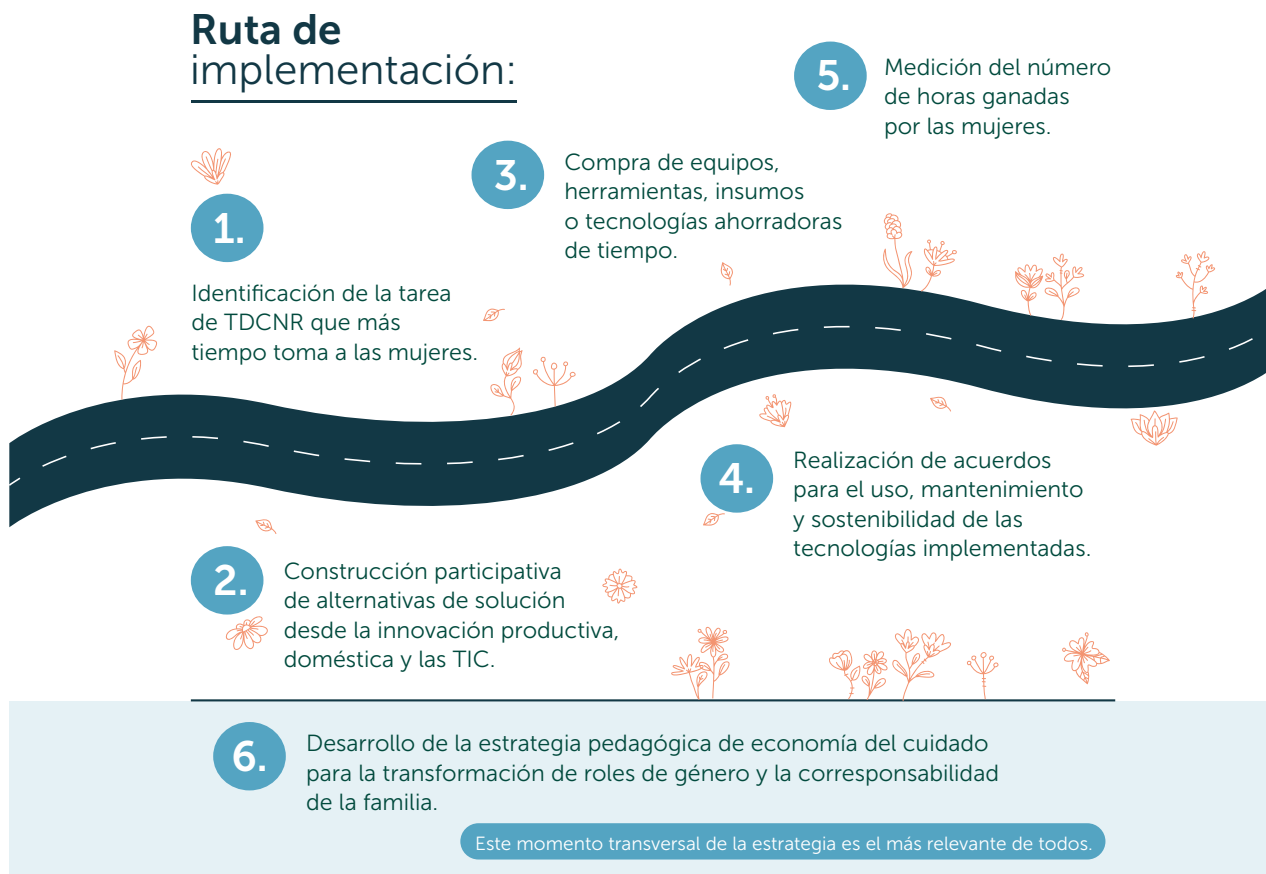 Ruta de
implementación:
1.
Identificación de la tarea
de TDCNR que más
tiempo toma a las mujeres.
2.
Construcción participativa
de alternativas de solución
desde la innovación productiva,
doméstica y las TIC.
3.
Compra de equipos,
herramientas, insumos
o tecnologías ahorradoras
de tiempo.
4.
Realización de acuerdos
para el uso, mantenimiento
y sostenibilidad de las
tecnologías implementadas.
5.
Medición del número
de horas ganadas
por las mujeres.
6.
Desarrollo de la estrategia pedagógica de economía del cuidado
para la transformación de roles de género y la corresponsabilidad
de la familia.
Este momento transversal de la estrategia es el más relevante de todos.